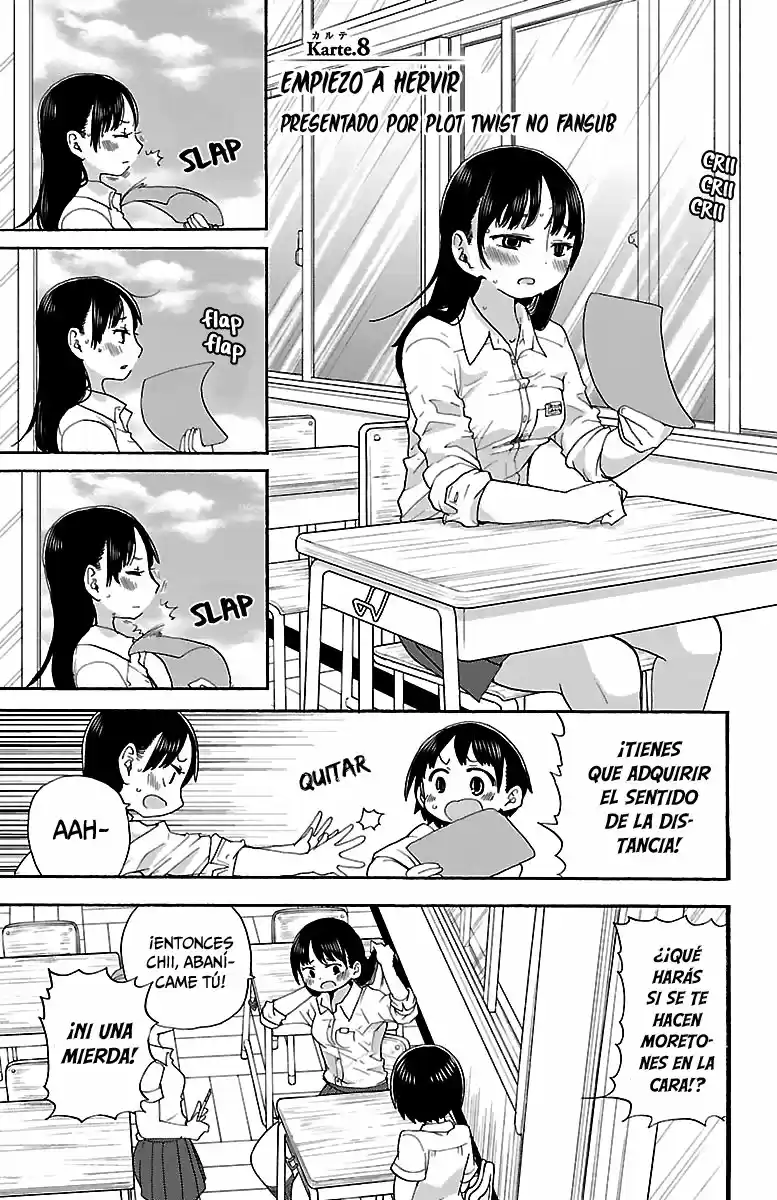 カルテ
Karte.8
EMPIEZO A HERVIR
PRESENTADO POR PLOT TWIST NO FANSUB
CRII
CRII
CRII
SLAP
flap
flap
SLAP
¡TIENES
QUE ADQUIRIR
EL SENTIDO
DE LA DIS-
TANCIA!
QUITAR
AAH-
¿¡QUÉ
HARÁS
SI SE TE
HACEN
MORETO-
NES EN LA
CARA!?
¡ENTONCES
CHII, ABANÍ-
CAME TÚ!
¡NI UNA
MIERDA!